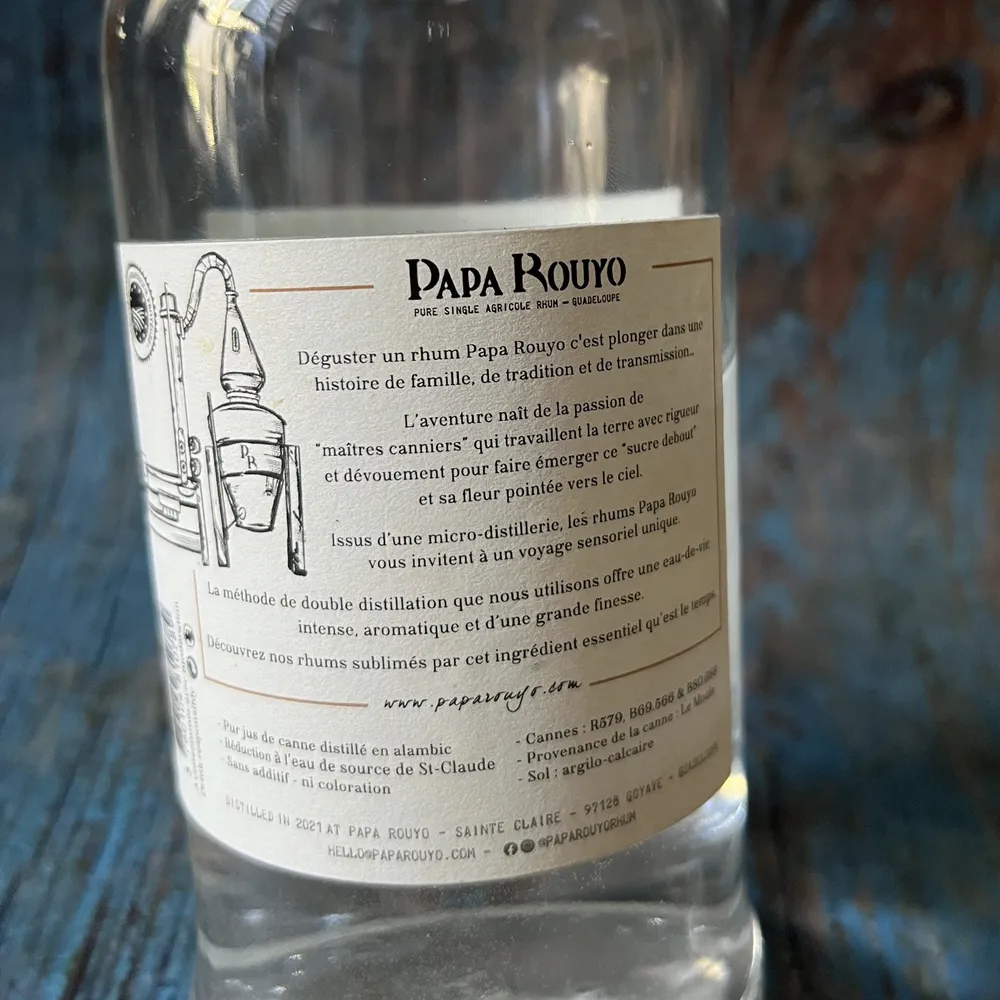 PAPA ROUYO
PURE SINGLE AGRICOLE RHUM – GUADELOUPE
Déguster un rhum Papa Rouyo c'est plonger dans une
histoire de famille, de tradition et de transmission...
L'aventure naît de la passion de
"maîtres canniers" qui travaillent la terre avec rigueur
et dévouement pour faire émerger ce "sucre debout"
et sa fleur pointée vers le ciel.
Issus d'une micro-distillerie, les rhums Papa Rouyo
vous invitent à un voyage sensoriel unique.
La méthode de double distillation que nous utilisons offre une eau-de-vie
intense, aromatique et d'une grande finesse.
Découvrez nos rhums sublimés par cet ingrédient essentiel qu'est le temps.
www.paparouyo.com
- Pur jus de canne distillé en alambic
- Réduction à l'eau de source de St-Claude
- Sans additif - ni coloration
- Cannes : R579, B69.566 &
- Provenance de la canne : Le Moule
- Sol : argilo-calcaire
DISTILLED IN 2021 AT PAPA ROUYO - SAINTE CLAIRE - 97128 GOYAVE - GUADELOUPE
HELLO@PAPAROUYO.COM - @PAPAROUYORHUM
PR